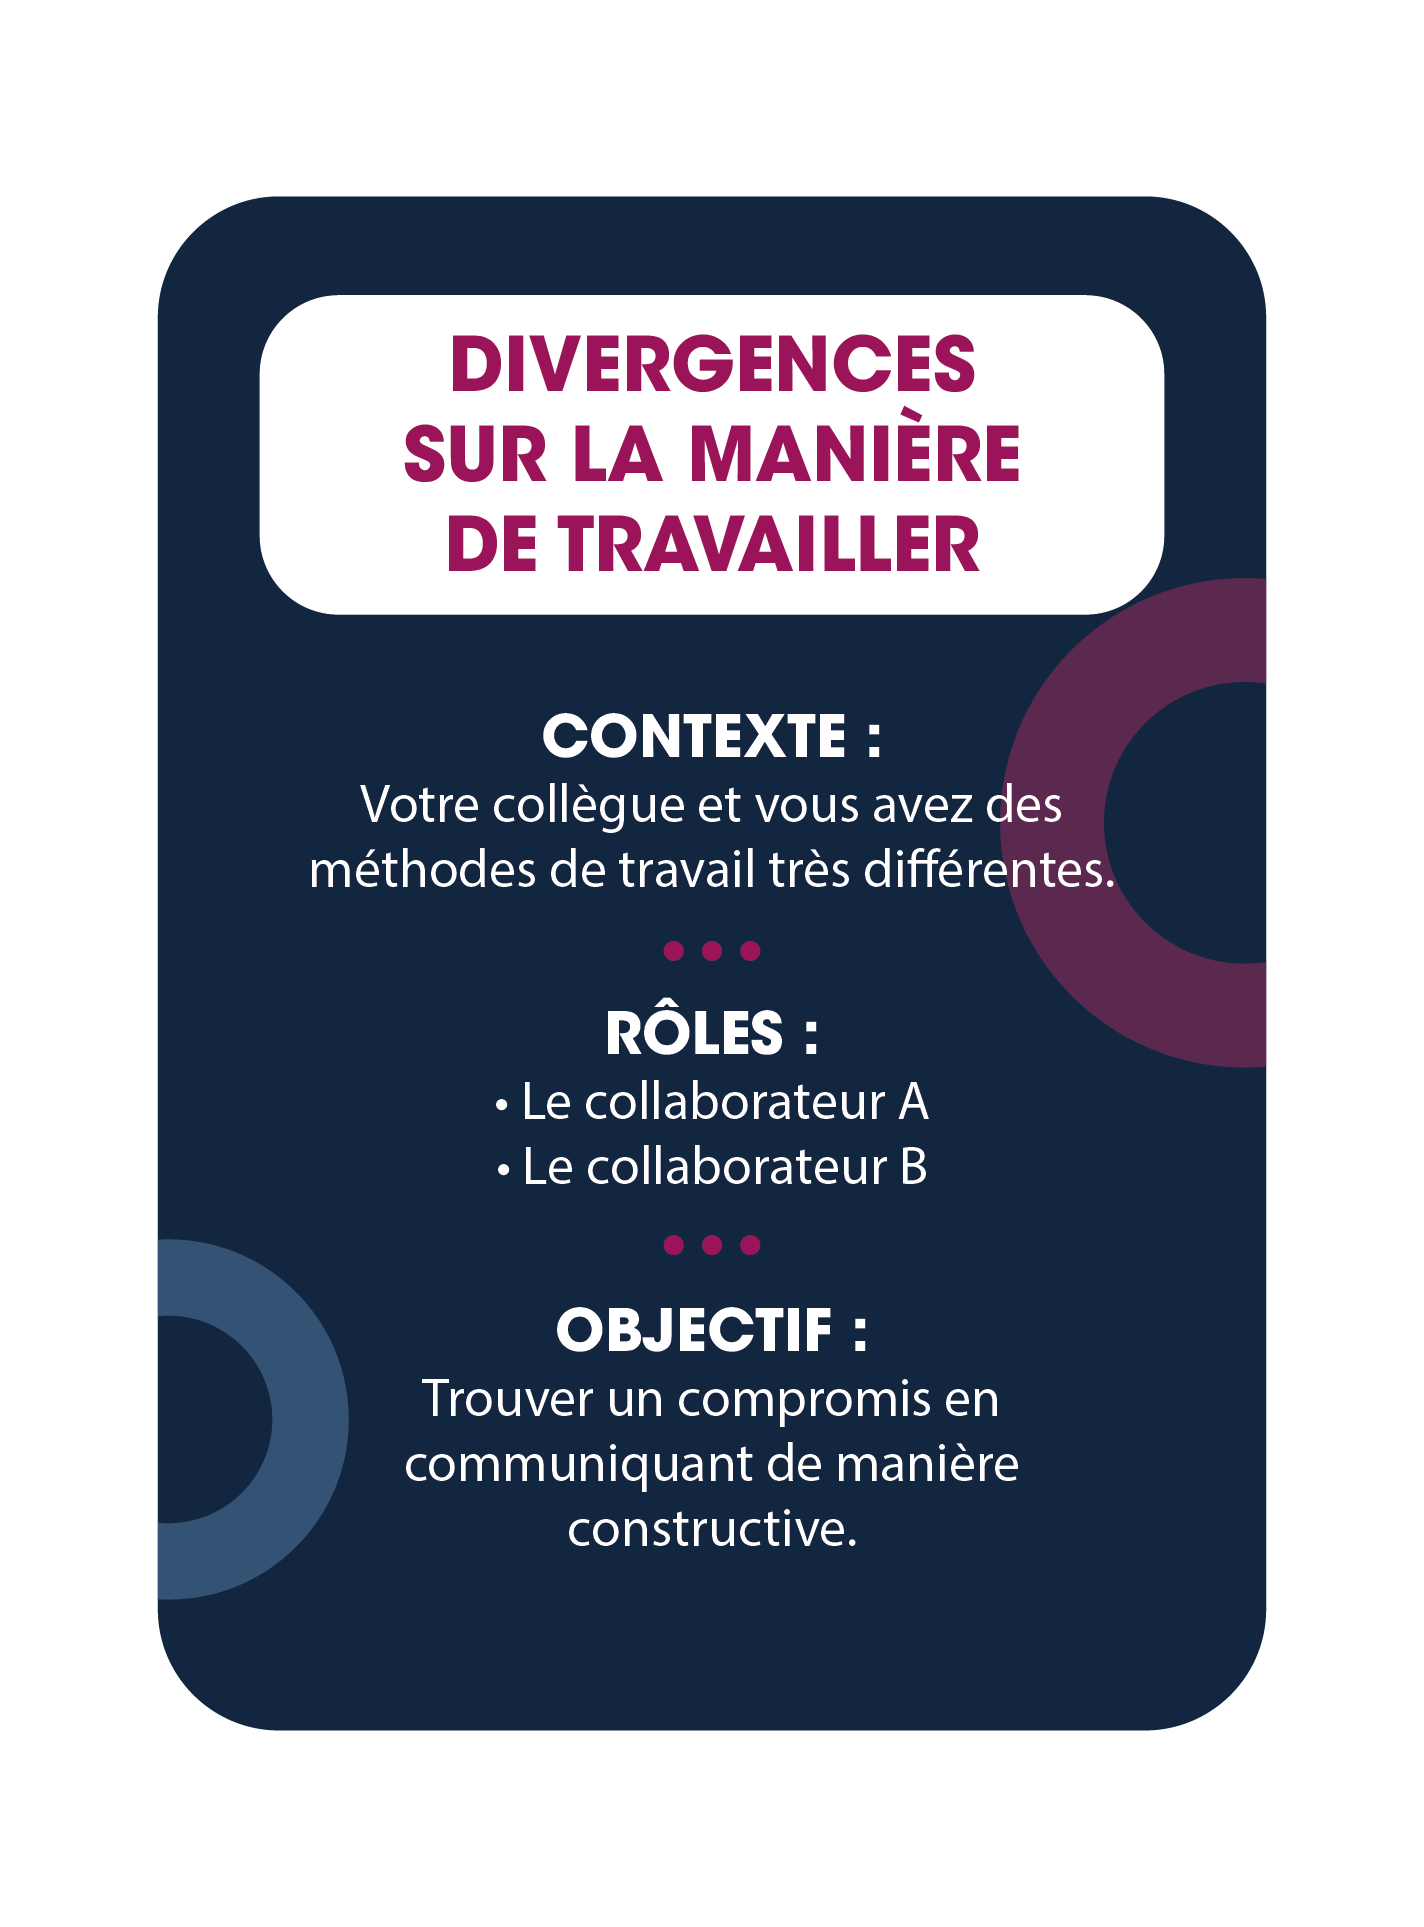 DIVERGENCES
SUR LA MANIÈRE
DE TRAVAILLER
CONTEXTE :
Votre collègue et vous avez des
méthodes de travail très différentes.
RÔLES :
• Le collaborateur A
• Le collaborateur B
OBJECTIF :
Trouver un compromis en
communiquant de manière
constructive.